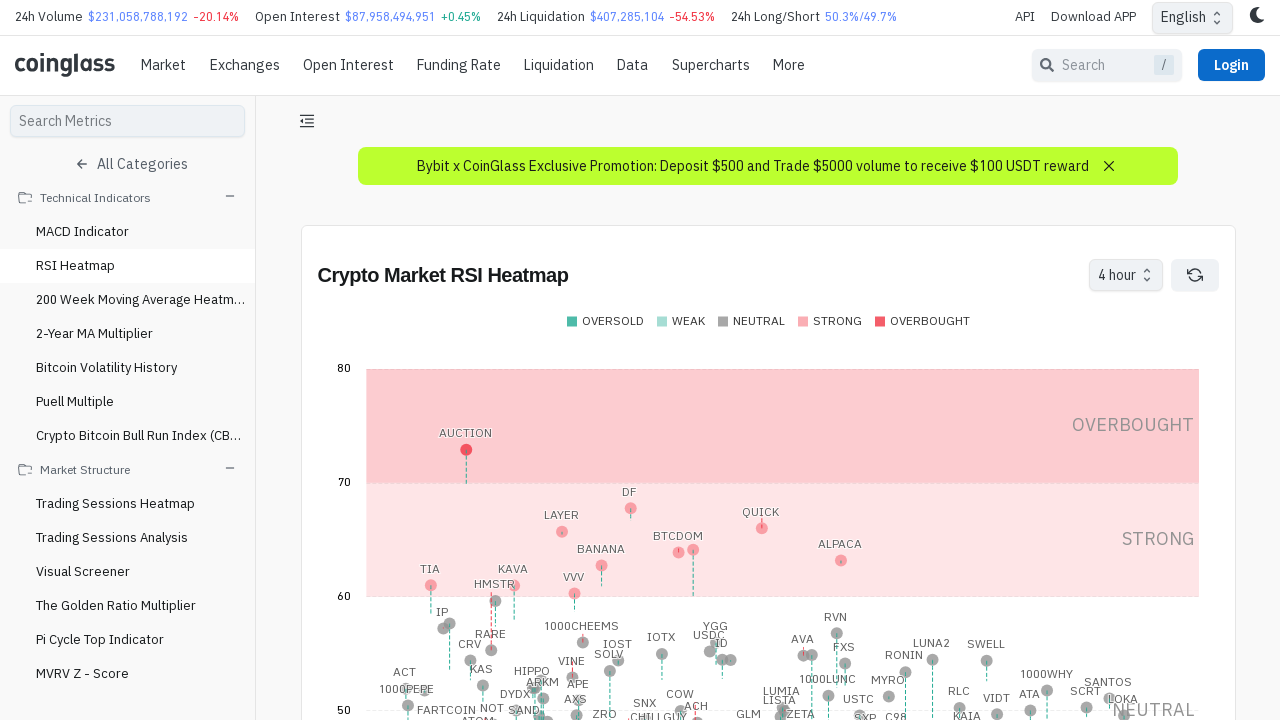 24h Volume $231,058,788,192 -20.14% Open Interest $87,958,494,951 +0.45% 24h Liquidation $407,285,104 -54.53% 24h Long/Short 50.3%/49.7% API Download APP English
coinglass Market Exchanges Open Interest Funding Rate Liquidation Data Supercharts More Search / Login
Search Metrics
All Categories
Technical Indicators
MACD Indicator
RSI Heatmap
200 Week Moving Average Heatm...
2-Year MA Multiplier
Bitcoin Volatility History
Puell Multiple
Crypto Bitcoin Bull Run Index (CB...
Market Structure
Trading Sessions Heatmap
Trading Sessions Analysis
Visual Screener
The Golden Ratio Multiplier
Pi Cycle Top Indicator
MVRV Z - Score
Bybit x CoinGlass Exclusive Promotion: Deposit $500 and Trade $5000 volume to receive $100 USDT reward
Crypto Market RSI Heatmap
4 hour
OVERSOLD WEAK NEUTRAL STRONG OVERBOUGHT
80
OVERBOUGHT
AUCTION
70
DF
LAYER
QUICK
BTCDOM
STRONG
BANANA
ALPACA
TIA
KAVA
VVV
HMSTR
60
IP
RVN
1000CHEEMS
YGG
RARE
USDC
IOTX
AVA
CRV
IOST
ID
LUNA2
SWELL
FXS
SOLV
RONIN
VINE
KAS
HIPPO
ACT
1000WHY
1000LUNC
MYRO
ARKM
APE
SANTOS
1000PEPE
DYDX
COW
LUMIA
RLC
SCRT
AXS
LISTA
USTC
VIDT
ATA
SNX
ACH
NOT
SAND
FARTCOIN
50
NEUTRAL
ZRO
GLM
ZETA
KAIA
CHILLGUY
C98